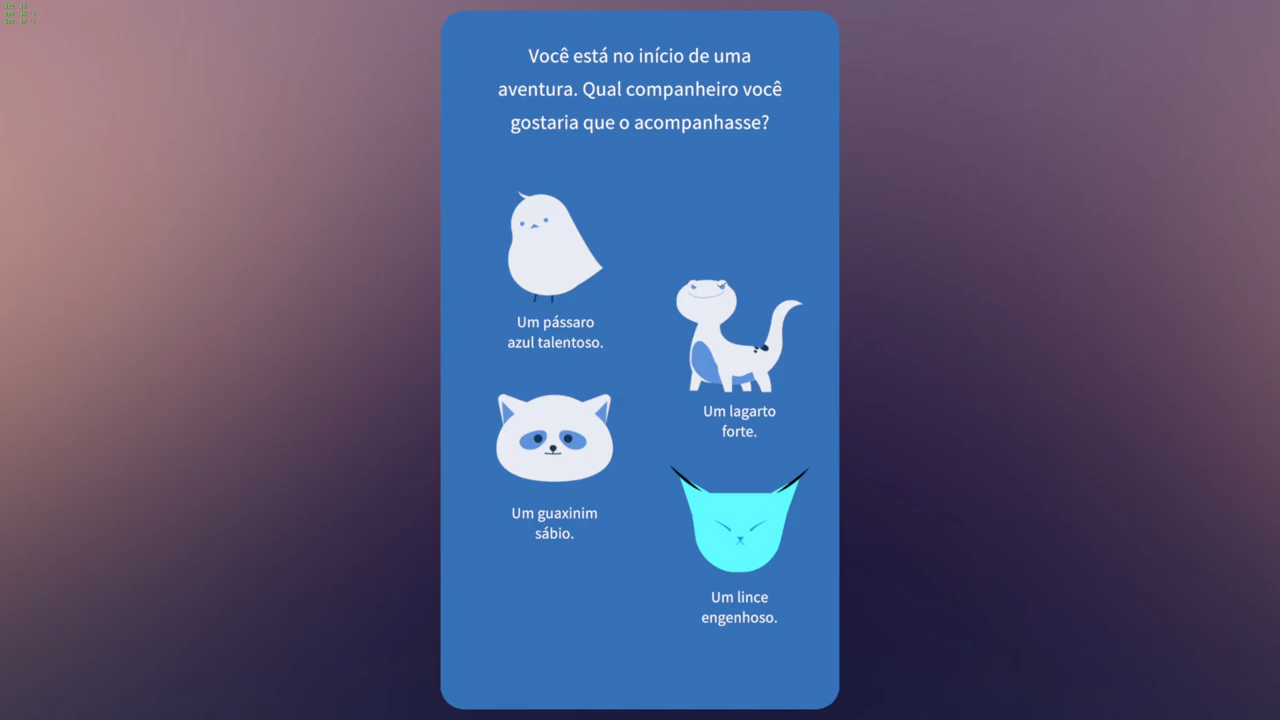 Você está no início de uma
aventura. Qual companheiro você
gostaria que o acompanhasse?
Um pássaro
azul talentoso.
Um lagarto
forte.
Um guaxinim
sábio.
Um lince
engenhoso.